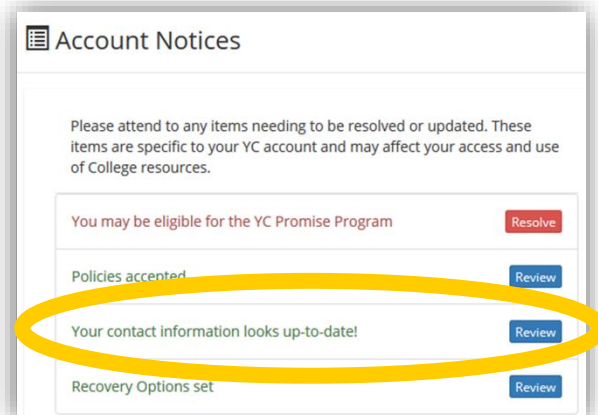 Account Notices
Please attend to any items needing to be resolved or updated. These
items are specific to your YC account and may affect your access and use
of College resources.
You may be eligible for the YC Promise Program Resolve
Policies accepted Review
Your contact information looks up-to-date! Review
Recovery Options set Review